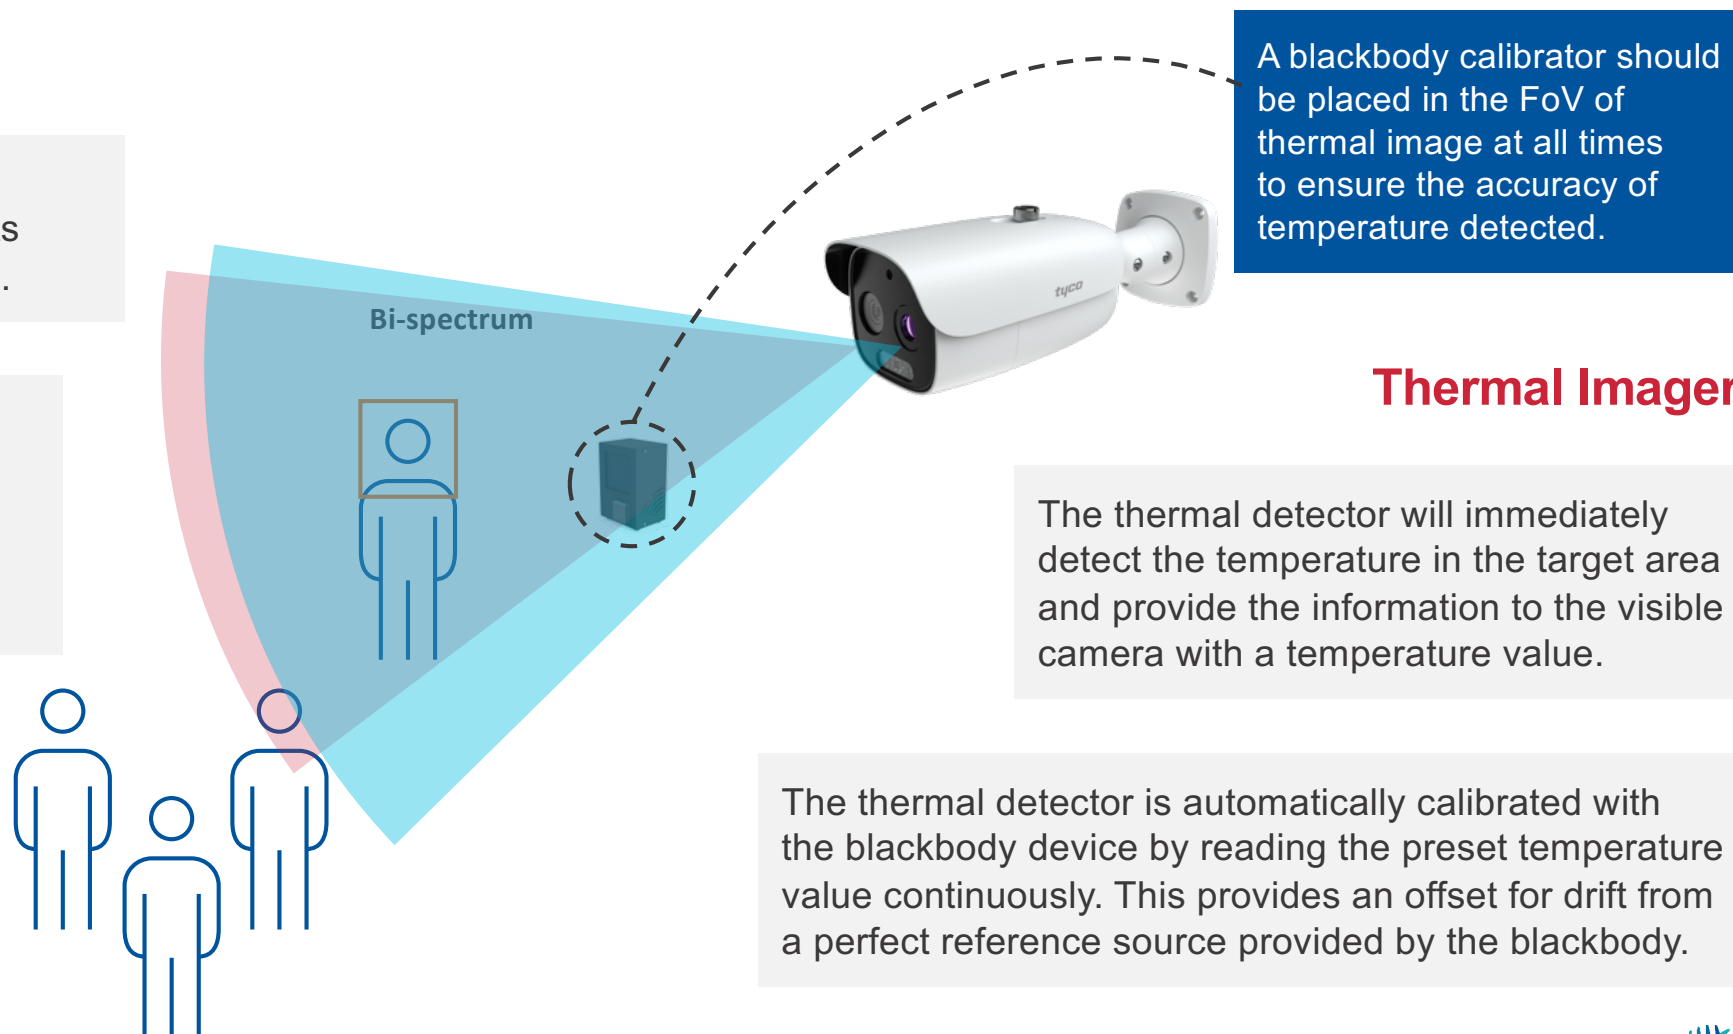 A blackbody calibrator should
be placed in the FoV of
thermal image at all times
to ensure the accuracy of
temperature detected.
.
Bi-spectrum
tyco
Thermal Imager
The thermal detector will immediately
detect the temperature in the target area
and provide the information to the visible
camera with a temperature value.
The thermal detector is automatically calibrated with
the blackbody device by reading the preset temperature
value continuously. This provides an offset for drift from
a perfect reference source provided by the blackbody.